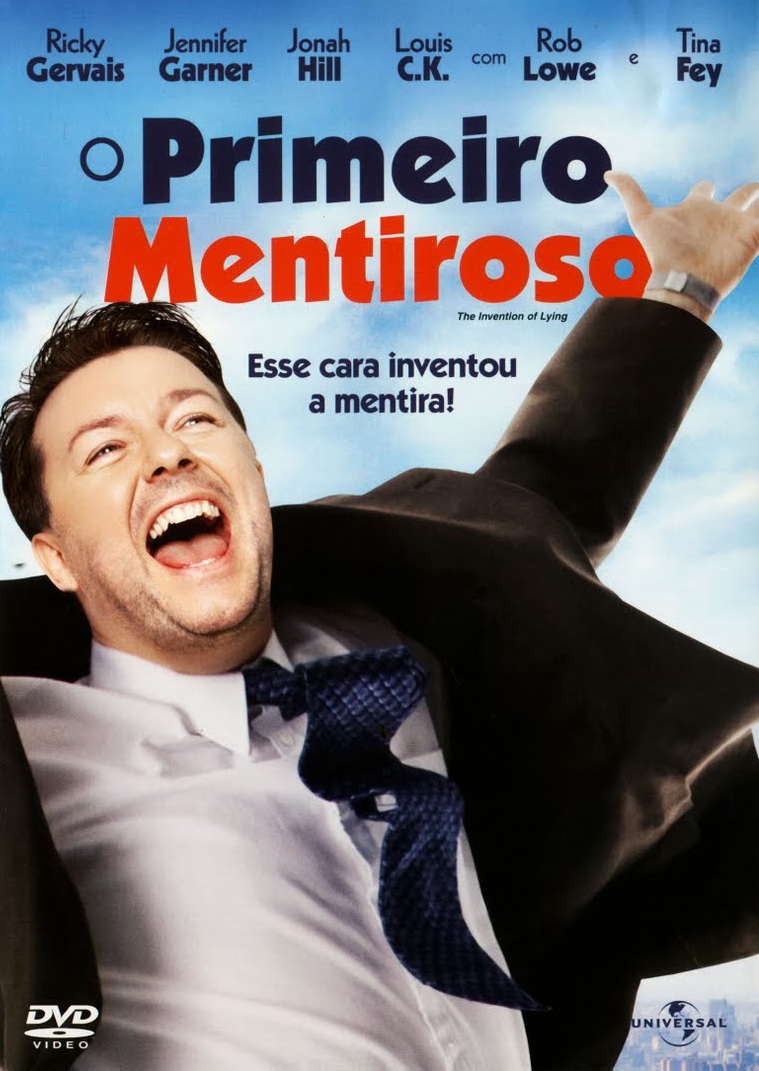 Ricky Gervais Jennifer Garner Jonah Hill Louis C.K. com Rob Lowe e Tina Fey
O Primeiro
Mentiroso
The Invention of Lying
Esse cara inventou
a mentira!
DVD
VIDEO
UNIVERSAL